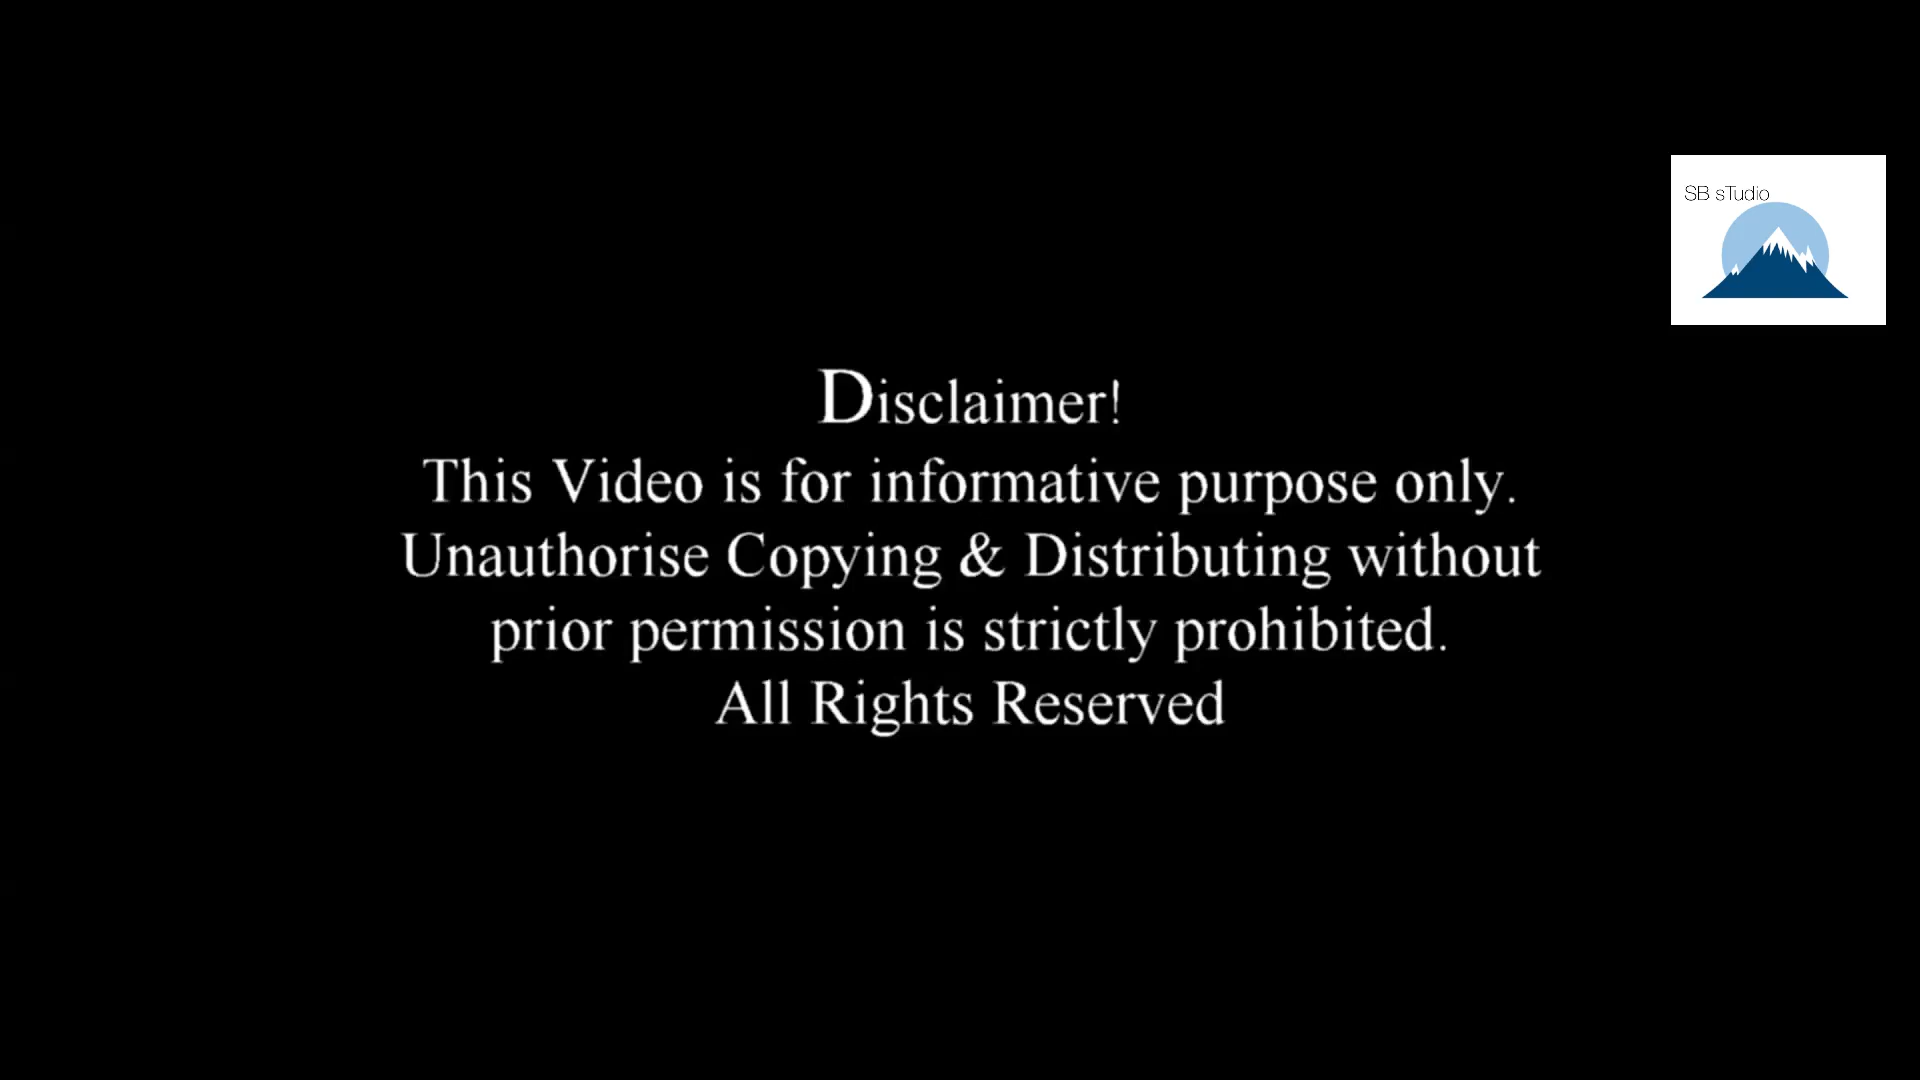 SB sTudio
Disclaimer!
This Video is for informative purpose only.
Unauthorise Copying & Distributing without
prior permission is strictly prohibited.
All Rights Reserved